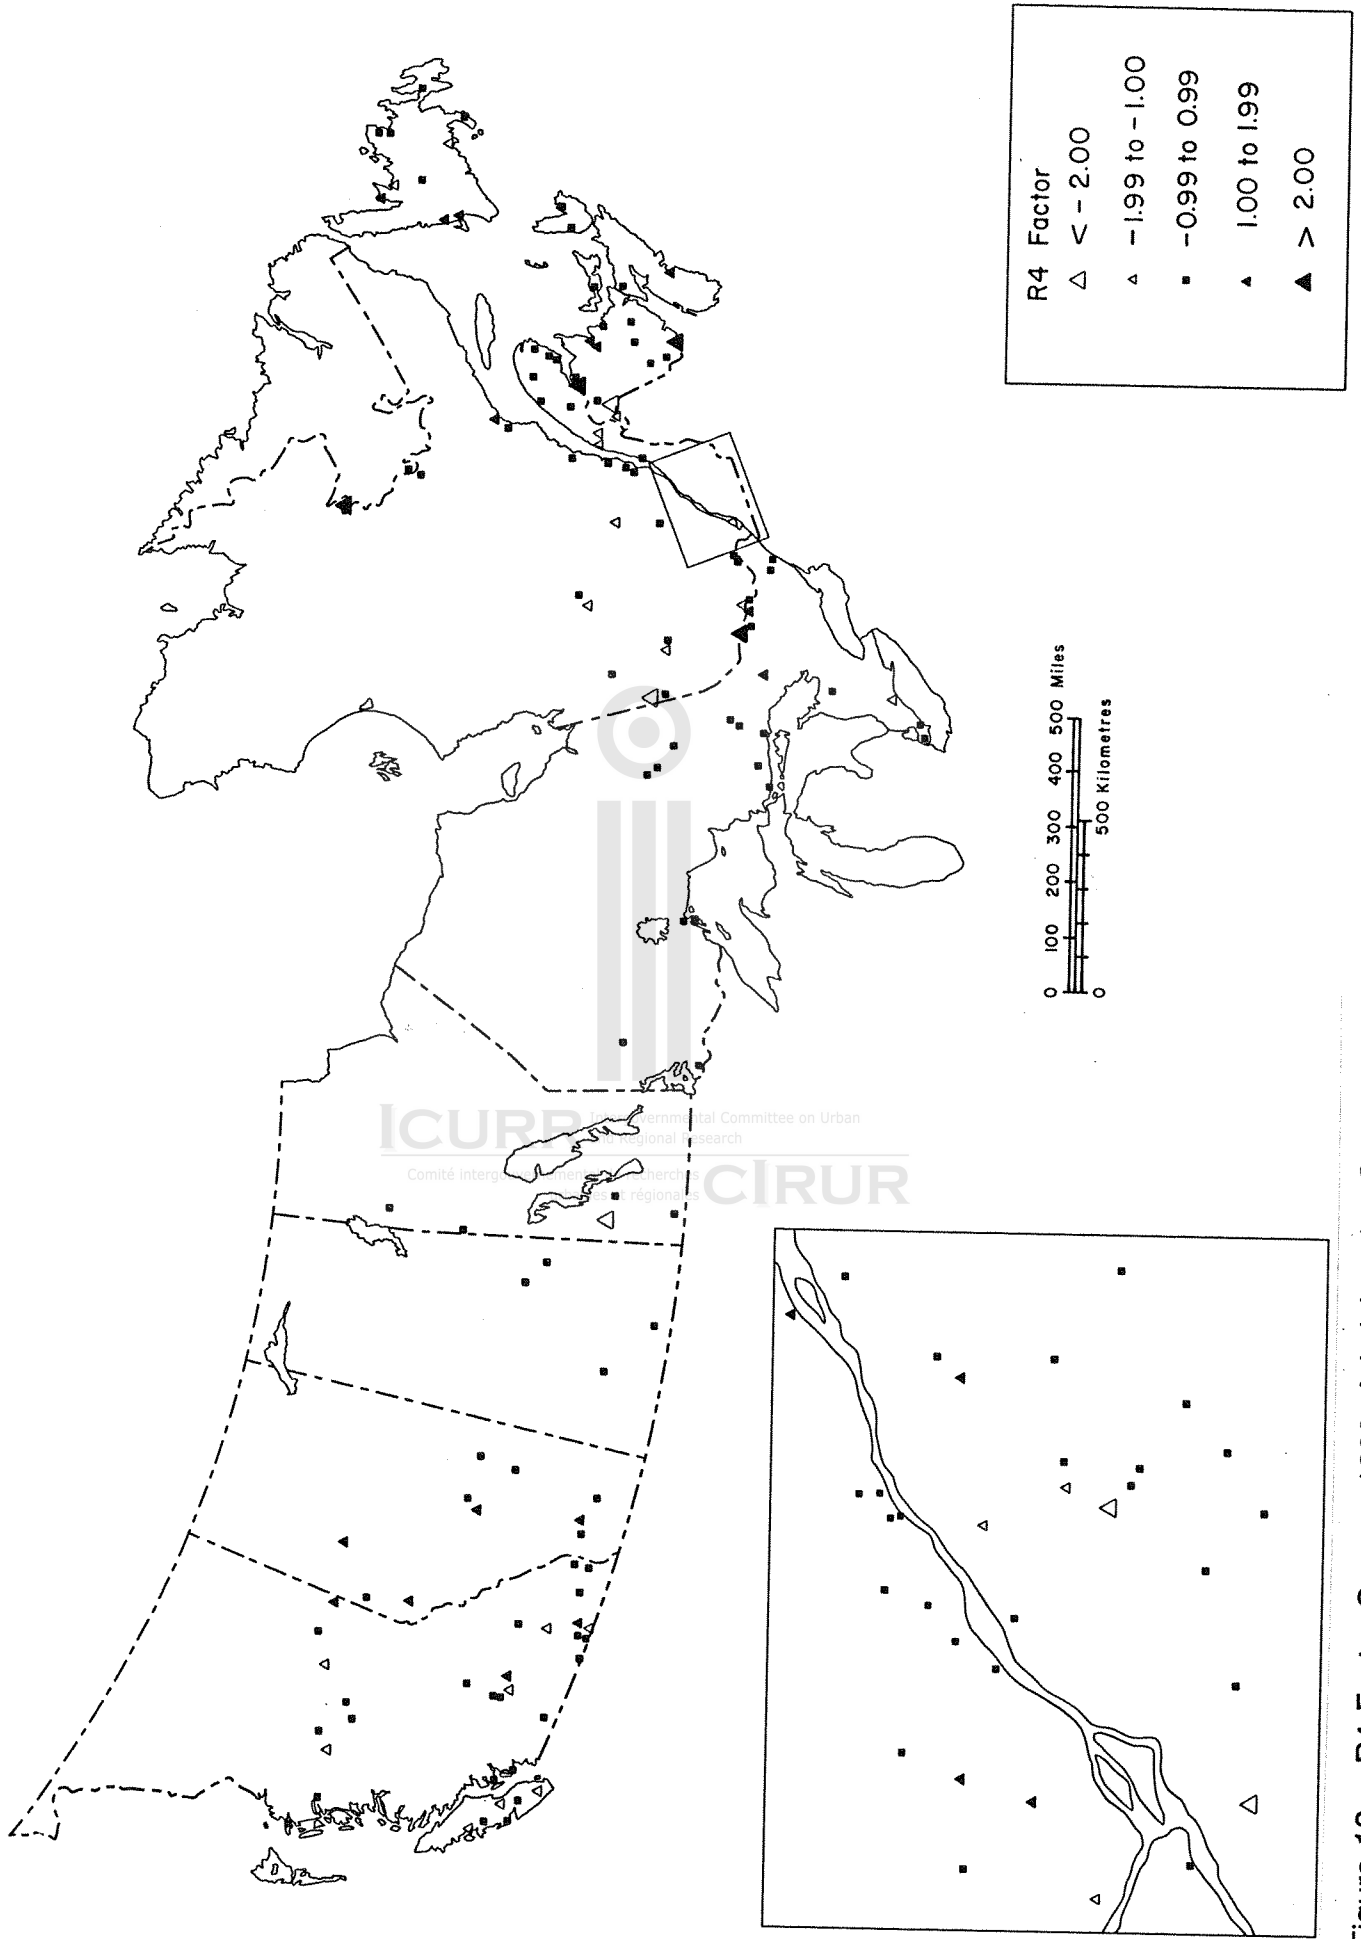 R4 Factor
△ < - 2.00
△ - 1.99 to - 1.00
■ - 0.99 to 0.99
▲ 1.00 to 1.99
▲ > 2.00
0 100 200 300 400 500 Miles
0 500 Kilometres
ICURR Intergovernmental Committee on Urban
and Regional Research
Comité intergouvernemental de recherches
urbaines et régionales CIRUR